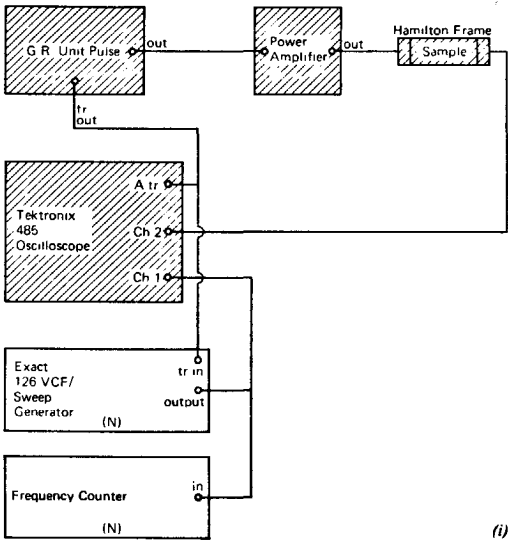 G R Unit Pulse
out
tr
out
Power
Amplifier
out
Hamilton Frame
Sample
Tektronix
485
Oscilloscope
A tr
Ch 2
Ch 1
Exact
126 VCF/
Sweep
Generator
(N)
tr in
output
Frequency Counter
(N)
in
(i)